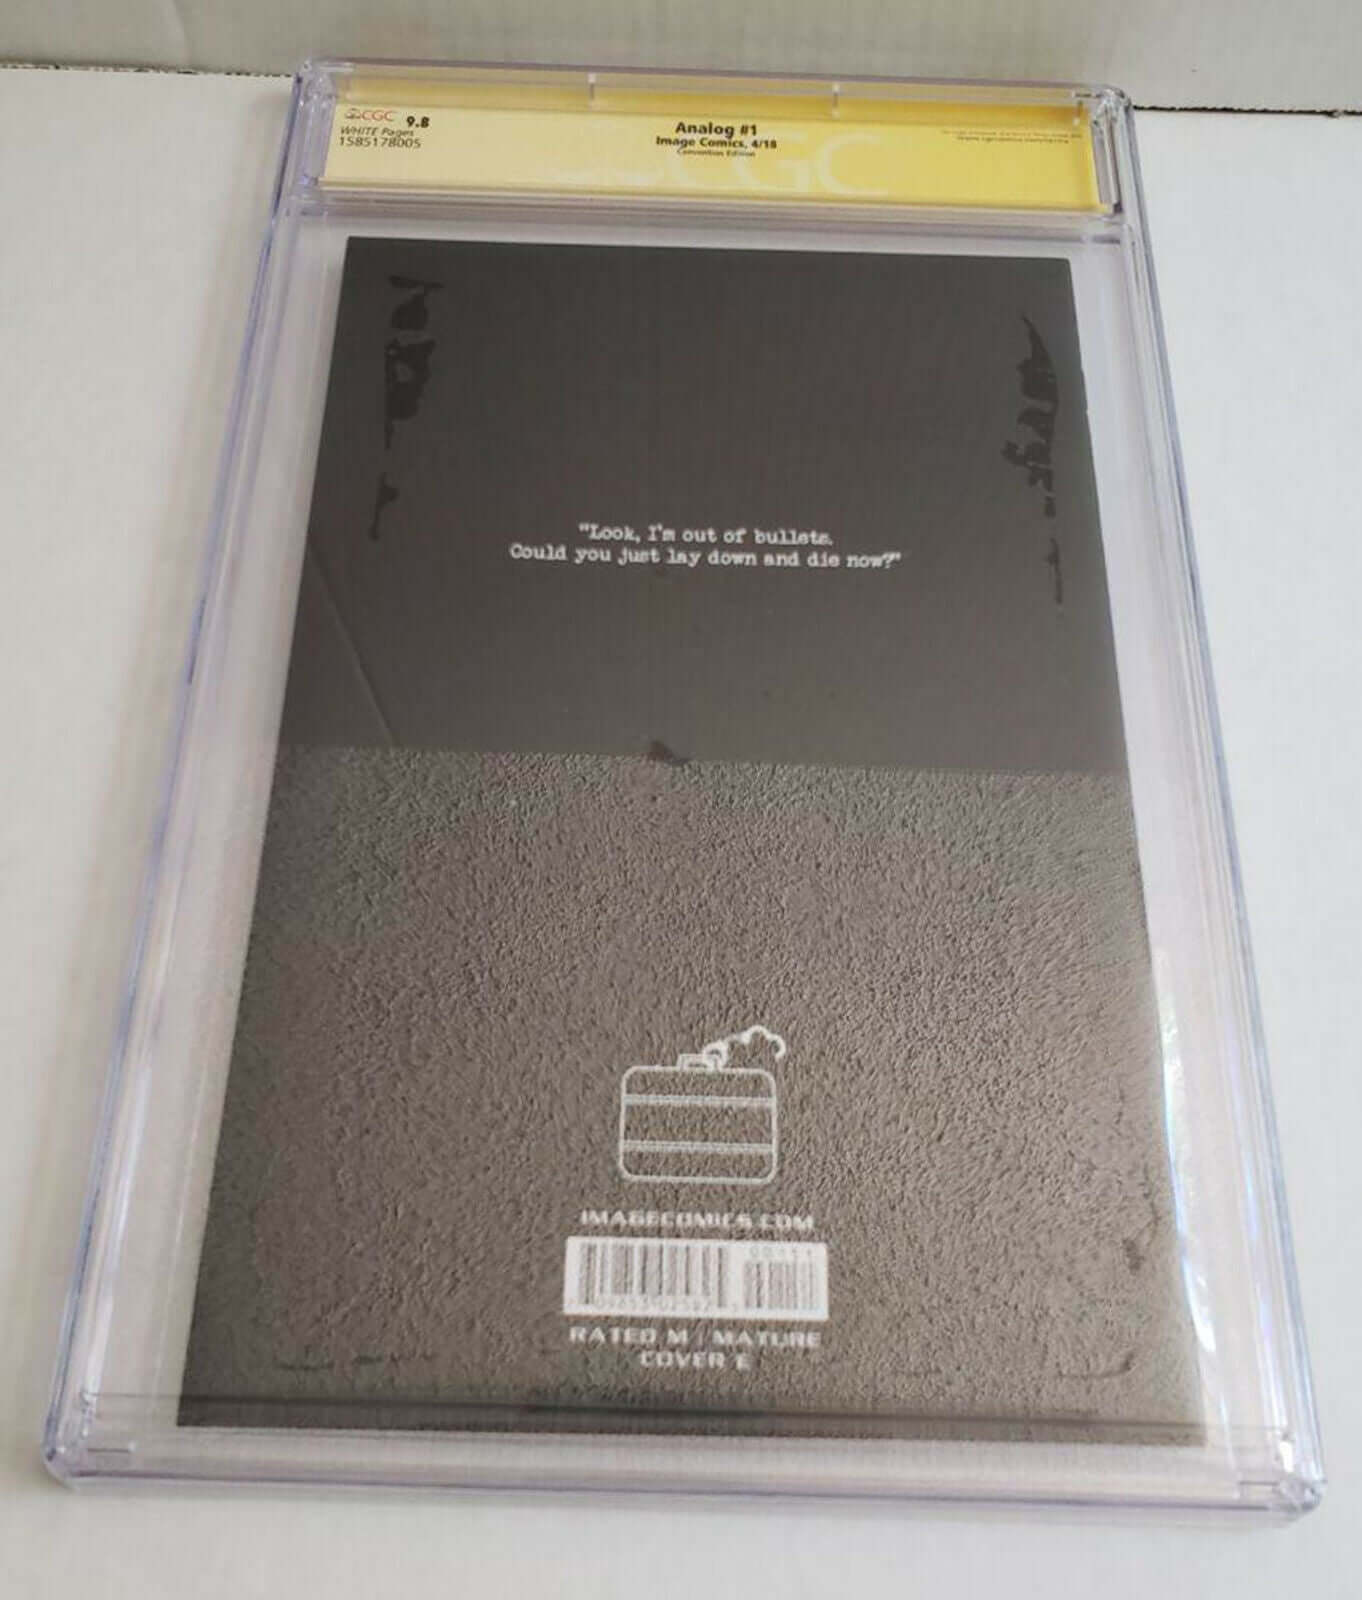 CGC 9.8
WHITE Pages
1585178005
Analog #1
Image Comics, 4/18
Convention Edition
CGC
"Look, I'm out of bullets.
Could you just lay down and die now?"
IMAGECOMICS.COM
RATED M / MATURE
COVER E